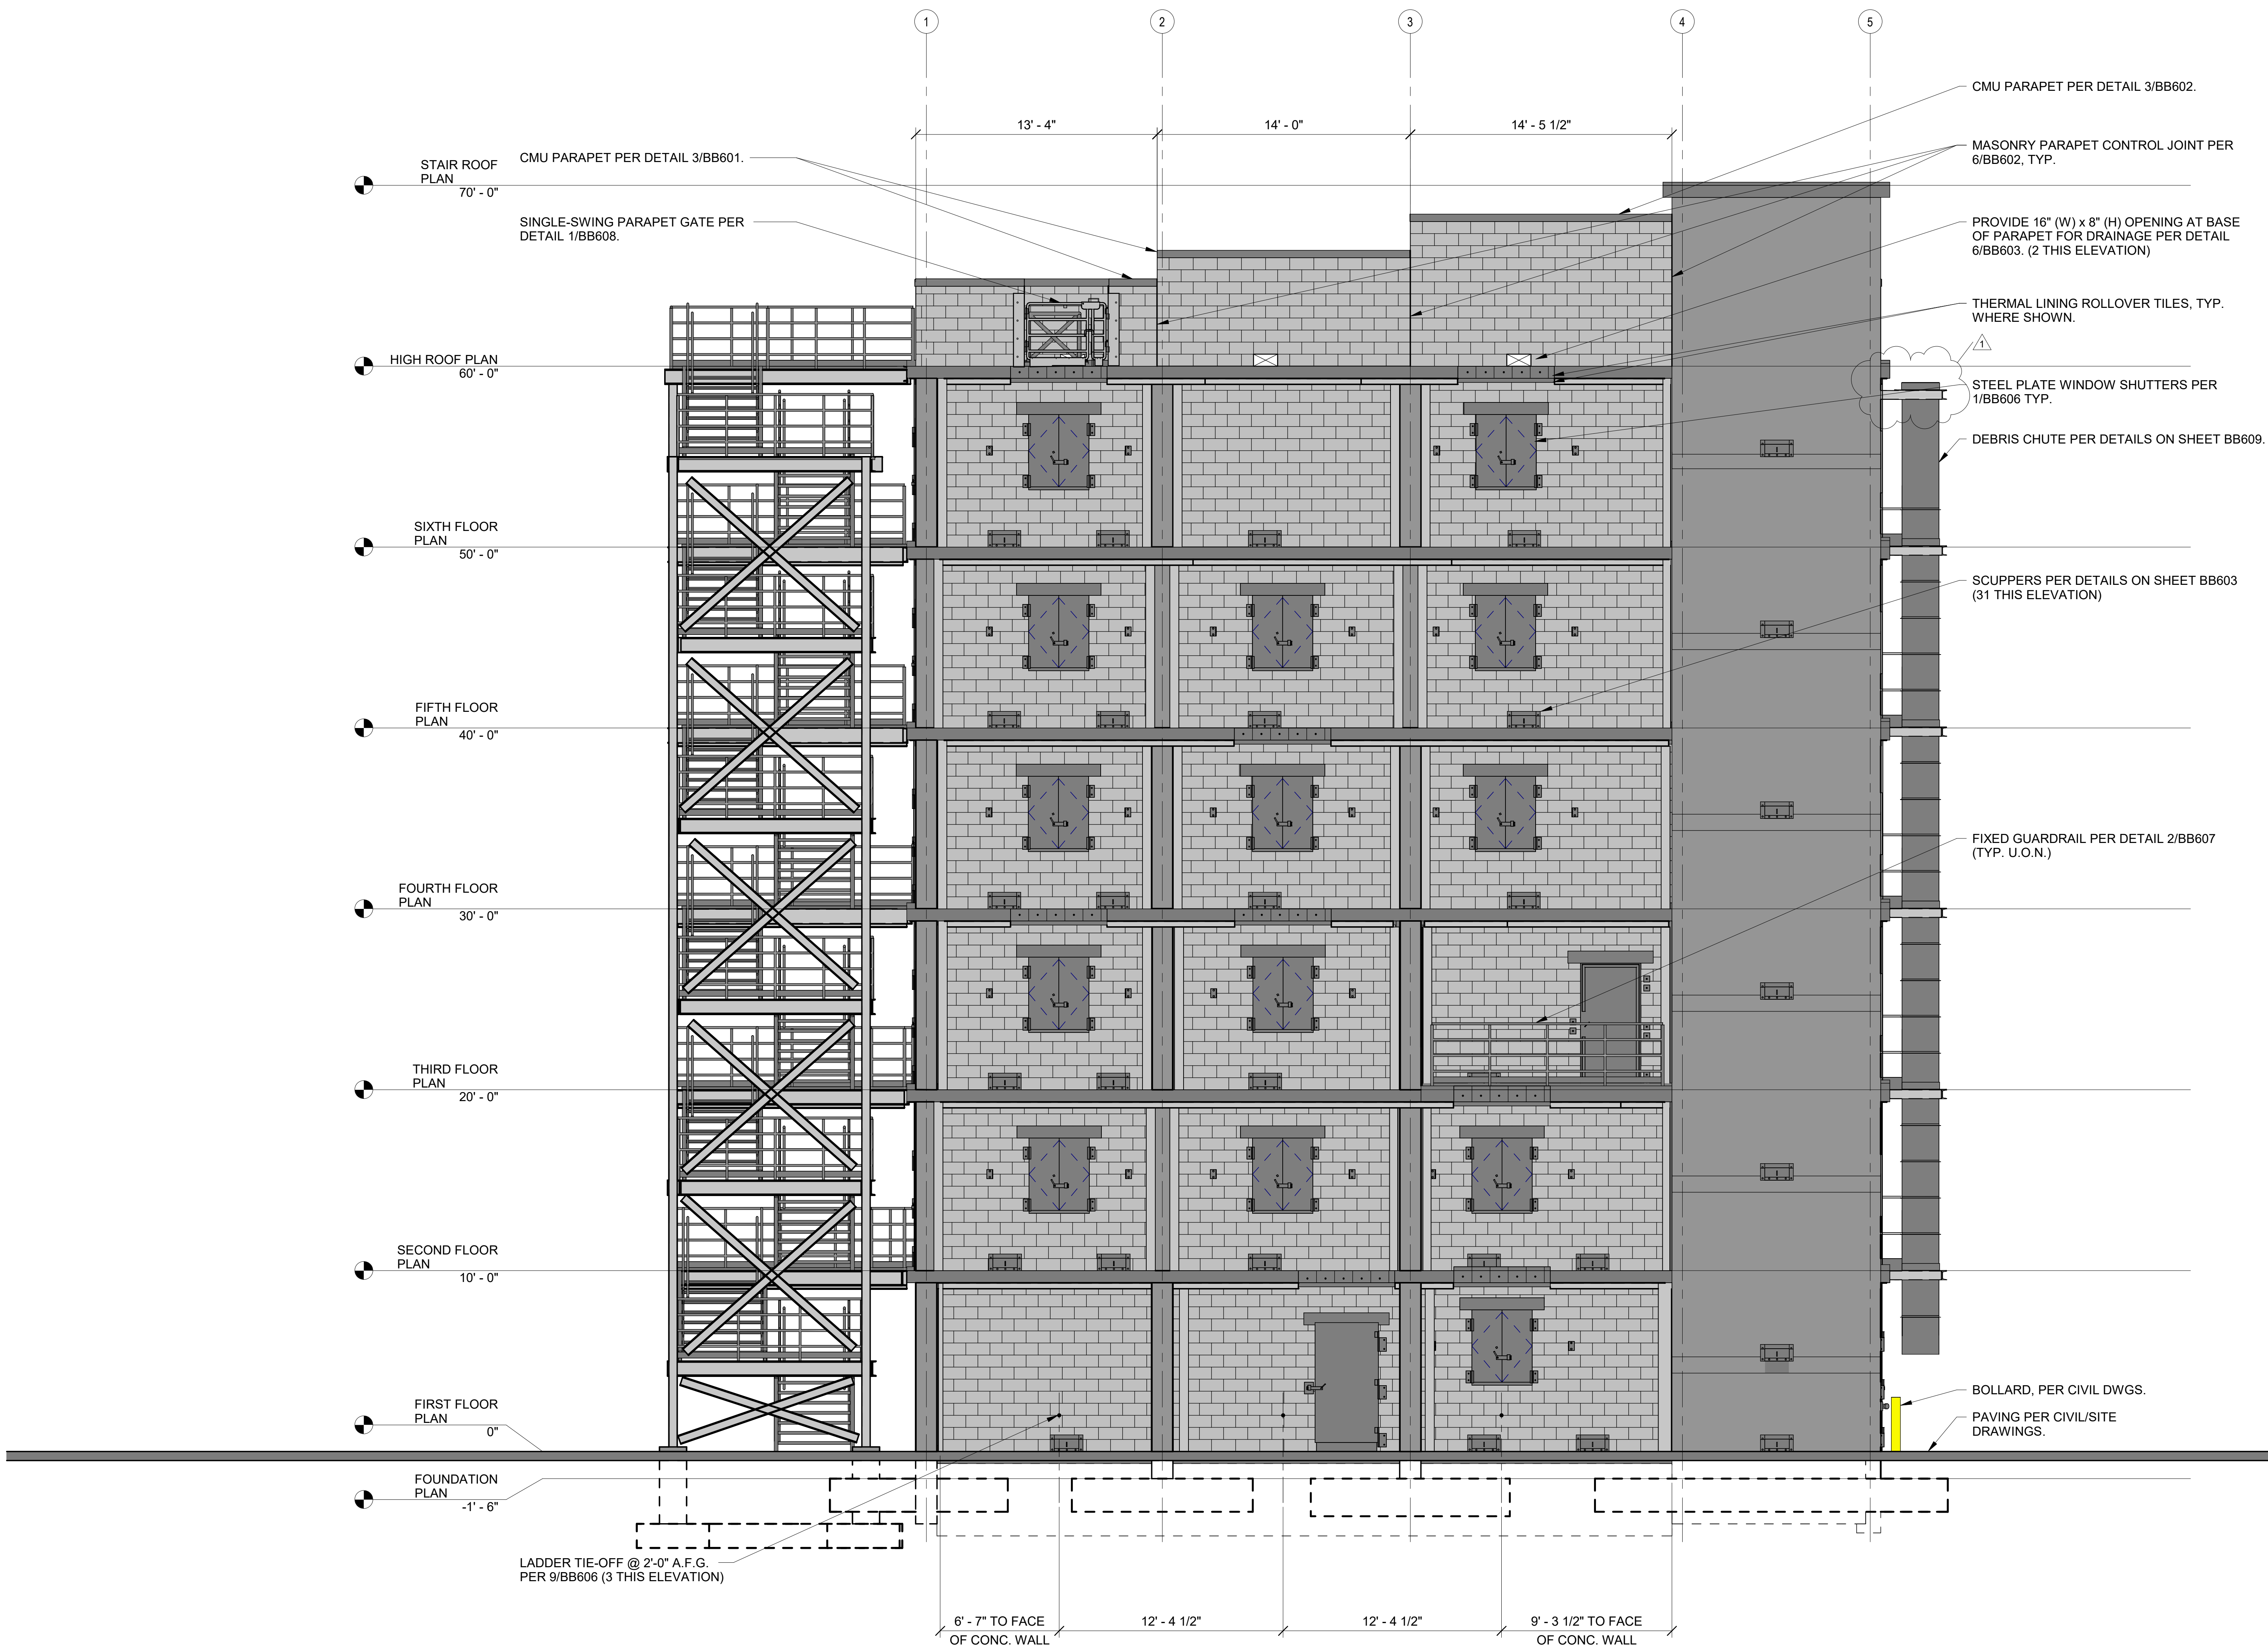 1
2
3
4
5
13' - 4"
14' - 0"
14' - 5 1/2"
CMU PARAPET PER DETAIL 3/BB601.
SINGLE-SWING PARAPET GATE PER
DETAIL 1/BB608.
STAIR ROOF
PLAN
70' - 0"
HIGH ROOF PLAN
60' - 0"
SIXTH FLOOR
PLAN
50' - 0"
FIFTH FLOOR
PLAN
40' - 0"
FOURTH FLOOR
PLAN
30' - 0"
THIRD FLOOR
PLAN
20' - 0"
SECOND FLOOR
PLAN
10' - 0"
FIRST FLOOR
PLAN
0"
FOUNDATION
PLAN
-1' - 6"
CMU PARAPET PER DETAIL 3/BB602.
MASONRY PARAPET CONTROL JOINT PER
6/BB602, TYP.
PROVIDE 16" (W) x 8" (H) OPENING AT BASE
OF PARAPET FOR DRAINAGE PER DETAIL
6/BB603. (2 THIS ELEVATION)
THERMAL LINING ROLLOVER TILES, TYP.
WHERE SHOWN.
1
STEEL PLATE WINDOW SHUTTERS PER
1/BB606 TYP.
DEBRIS CHUTE PER DETAILS ON SHEET BB609.
SCUPPERS PER DETAILS ON SHEET BB603
(31 THIS ELEVATION)
FIXED GUARDRAIL PER DETAIL 2/BB607
(TYP. U.O.N.)
BOLLARD, PER CIVIL DWGS.
PAVING PER CIVIL/SITE
DRAWINGS.
LADDER TIE-OFF @ 2'-0" A.F.G.
PER 9/BB606 (3 THIS ELEVATION)
6' - 7" TO FACE
OF CONC. WALL
12' - 4 1/2"
12' - 4 1/2"
9' - 3 1/2" TO FACE
OF CONC. WALL